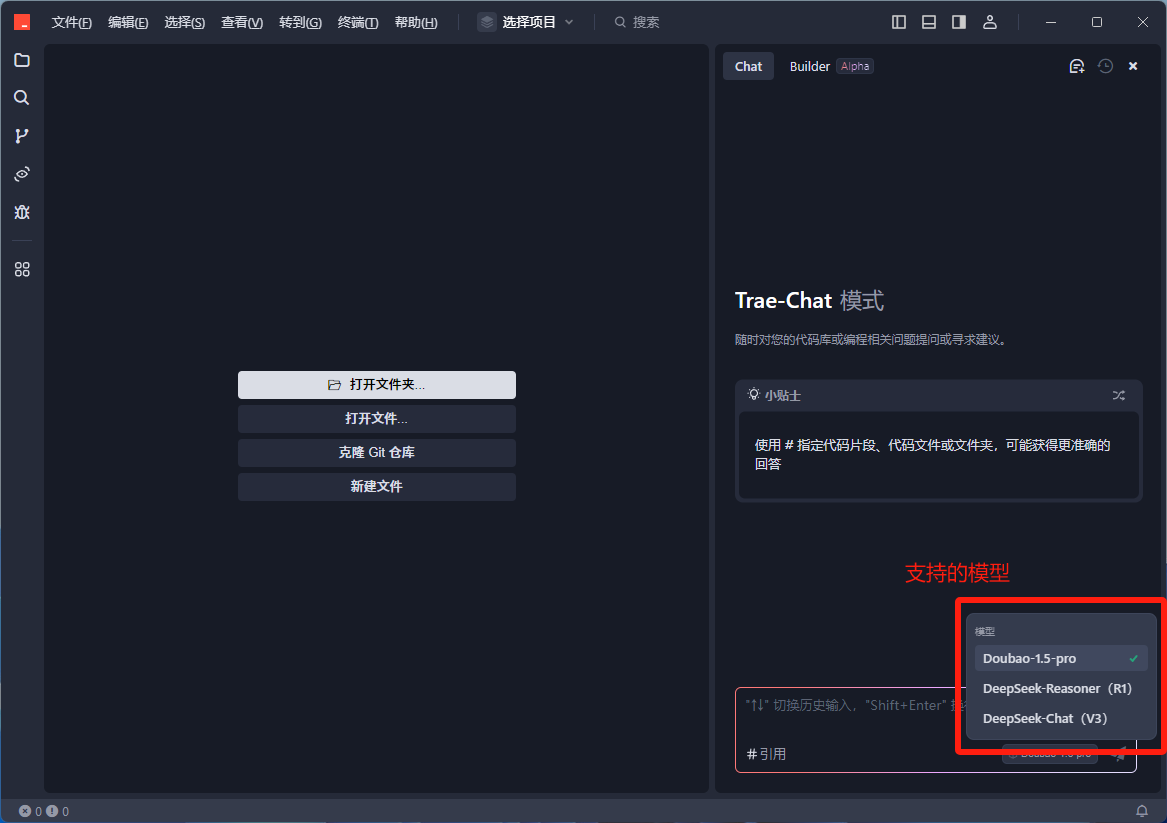 文件(F) 编辑(E) 选择(S) 查看(V) 转到(G) 终端(T) 帮助(H) 选择项目 搜索
Chat Builder Alpha
Trae-Chat 模式
随时对您的代码库或编程相关问题提问或寻求建议。
打开文件夹...
打开文件...
克隆 Git 仓库
新建文件
小贴士
使用 # 指定代码片段、代码文件或文件夹，可能获得更准确的
回答
支持的模型
模型
Doubao-1.5-pro
DeepSeek-Reasoner（R1）
DeepSeek-Chat（V3）
"↑↓" 切换历史输入，"Shift+Enter"
# 引用
0 0